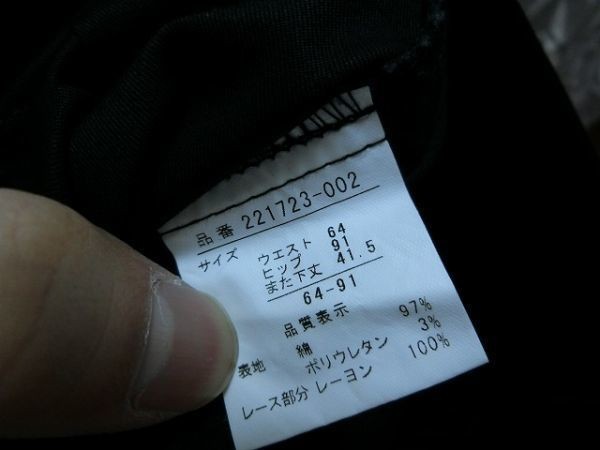 品番 221723-002
サイズ ウエスト 64
ヒップ 91
また下丈 41.5
64-91
品質表示
表地 綿 97%
ポリウレタン 3%
レース部分 レーヨン 100%